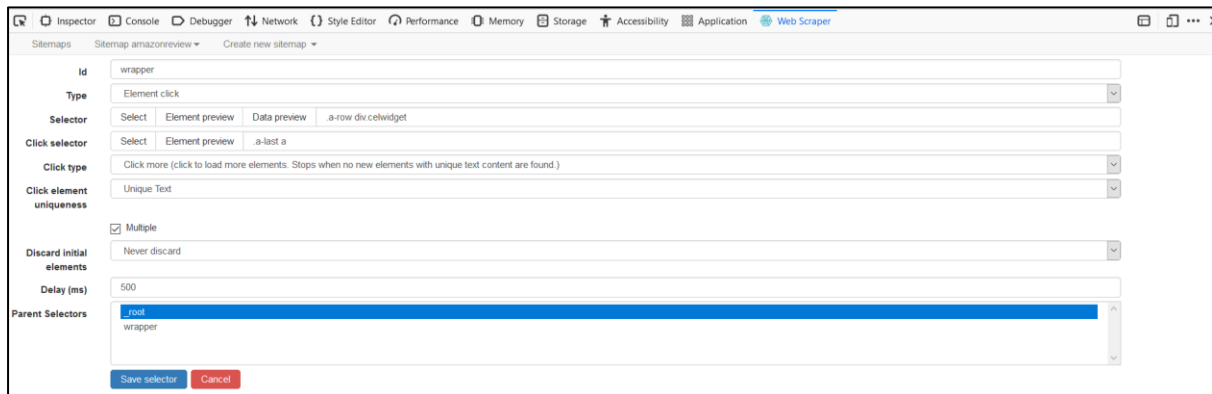 Inspector Console Debugger Network {} Style Editor Performance Memory Storage Accessibility Application Web Scraper
Sitemaps Sitemap amazonreview Create new sitemap
Id wrapper
Type Element click
Selector Select Element preview Data preview .a-row div.celwidget
Click selector Select Element preview .a-last a
Click type Click more (click to load more elements. Stops when no new elements with unique text content are found.)
Click element Unique Text
uniqueness
Multiple
Discard initial Never discard
elements
Delay (ms) 500
Parent Selectors _root
wrapper
Save selector Cancel